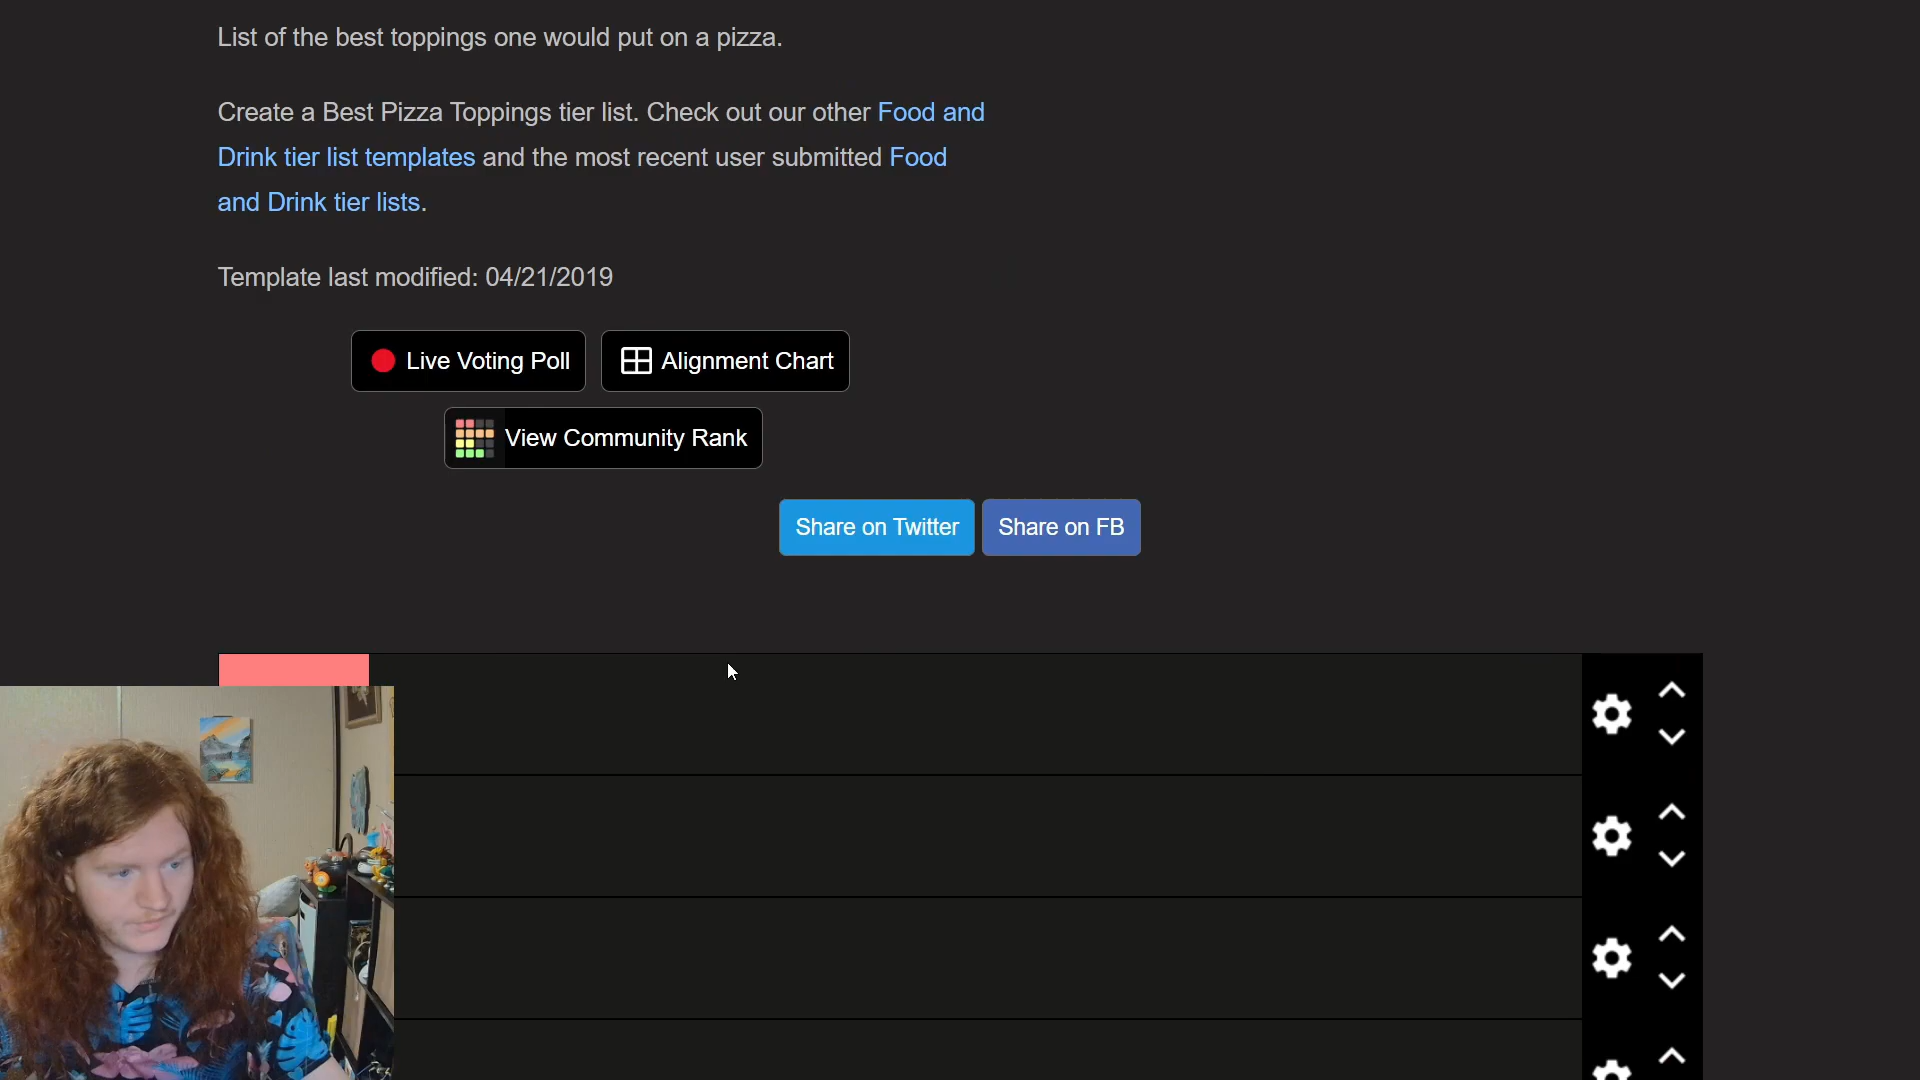 List of the best toppings one would put on a pizza.
Create a Best Pizza Toppings tier list. Check out our other Food and
Drink tier list templates and the most recent user submitted Food
and Drink tier lists.
Template last modified: 04/21/2019
Live Voting Poll
Alignment Chart
View Community Rank
Share on Twitter
Share on FB